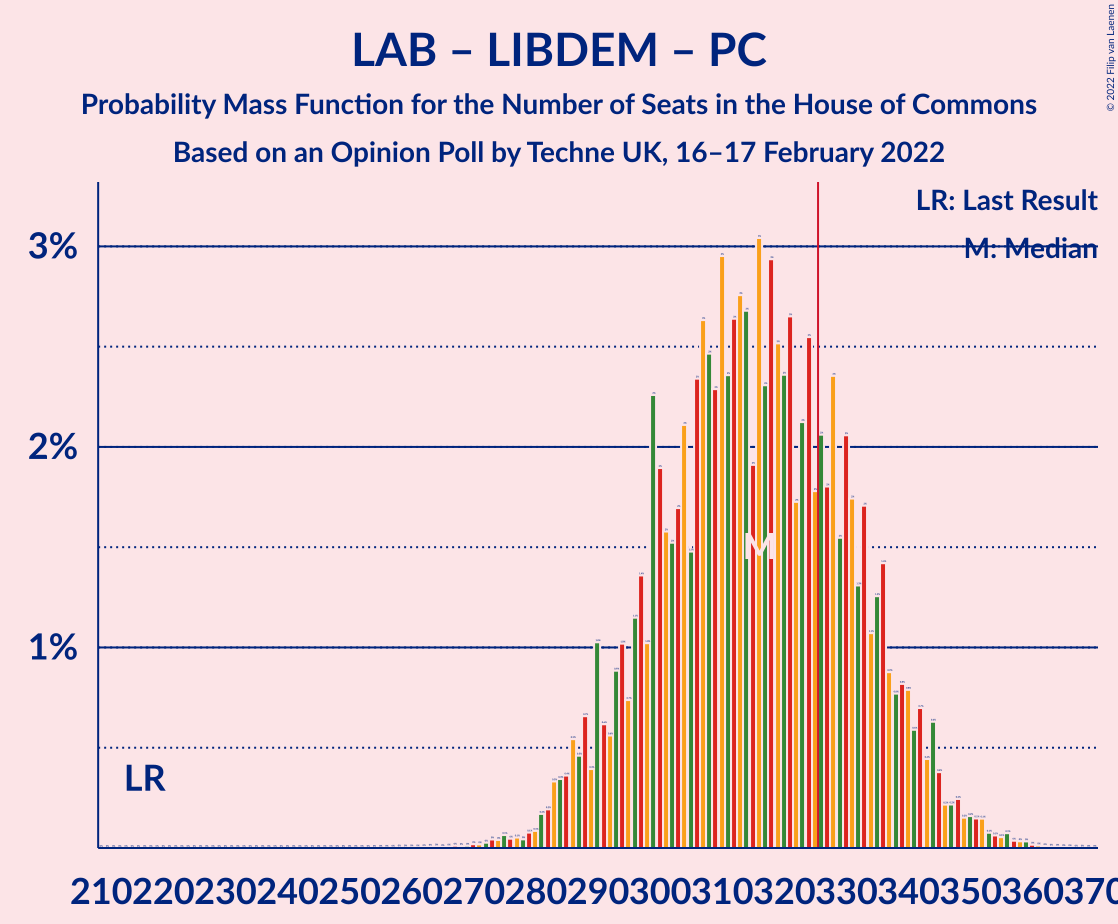 LAB – LIBDEM – PC
Probability Mass Function for the Number of Seats in the House of Commons
Based on an Opinion Poll by Techne UK, 16–17 February 2022
© 2022 Filip van Laenen
LR: Last Result
M: Median
3%
2%
1%
LR
M
210220230240250260270280290300310320330340350360370